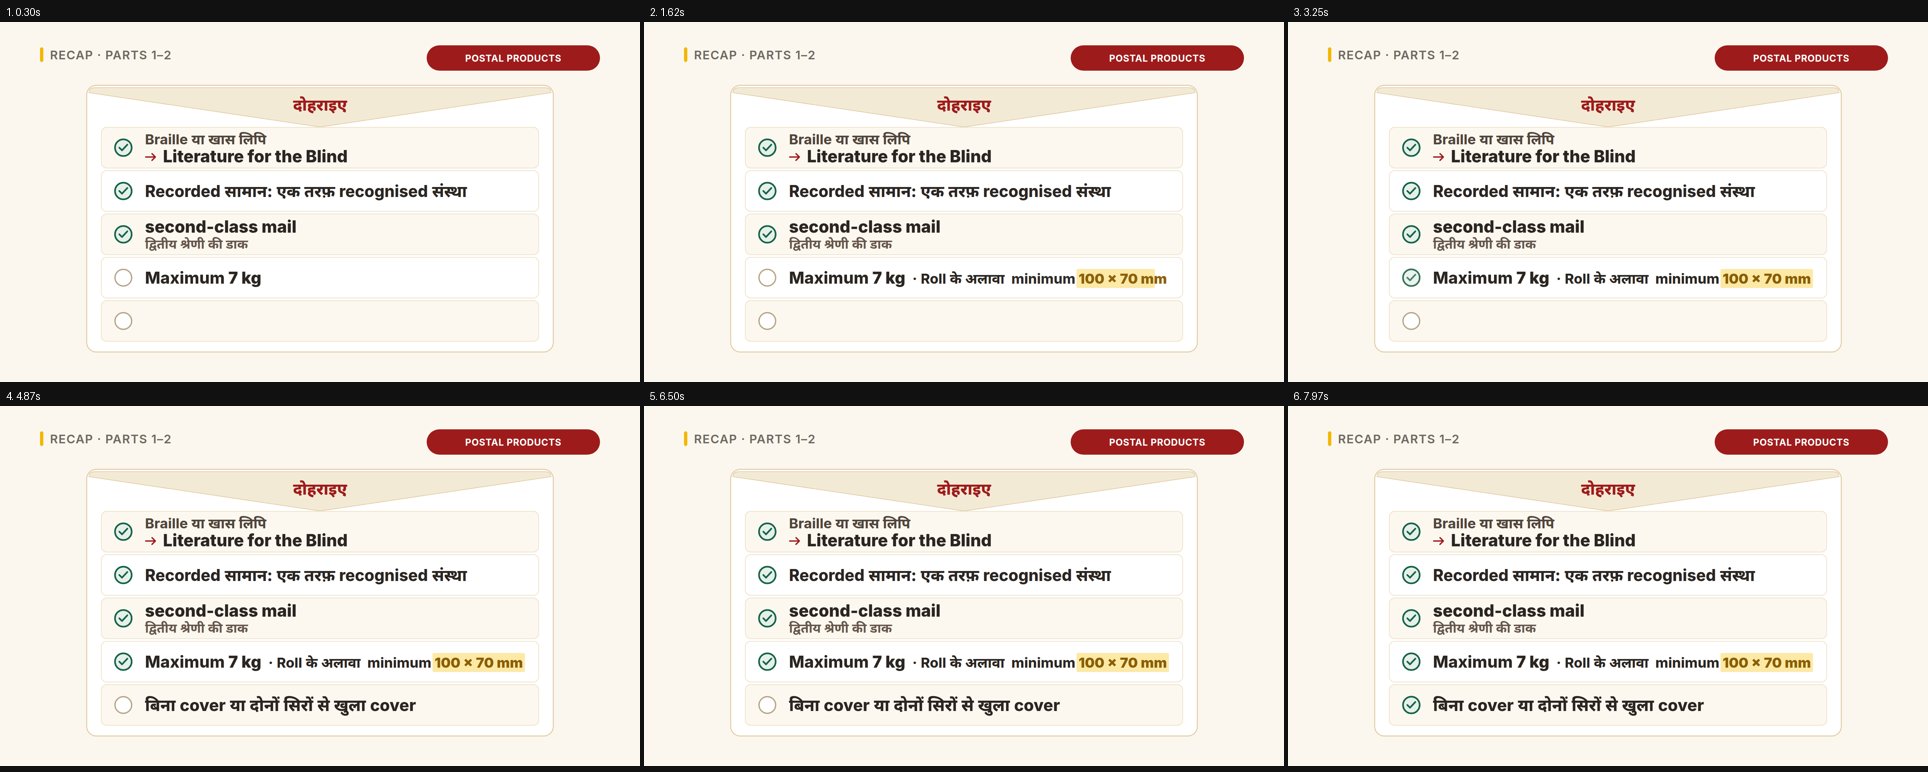 1. 0.30s
RECAP · PARTS 1–2
POSTAL PRODUCTS
दोहराइए
Braille या खास लिपि
→ Literature for the Blind
Recorded सामान: एक तरफ़ recognised संस्था
second-class mail
द्वितीय श्रेणी की डाक
Maximum 7 kg
2. 1.62s
RECAP · PARTS 1–2
POSTAL PRODUCTS
दोहराइए
Braille या खास लिपि
→ Literature for the Blind
Recorded सामान: एक तरफ़ recognised संस्था
second-class mail
द्वितीय श्रेणी की डाक
Maximum 7 kg · Roll के अलावा minimum 100 × 70 mm
3. 3.25s
RECAP · PARTS 1–2
POSTAL PRODUCTS
दोहराइए
Braille या खास लिपि
→ Literature for the Blind
Recorded सामान: एक तरफ़ recognised संस्था
second-class mail
द्वितीय श्रेणी की डाक
Maximum 7 kg · Roll के अलावा minimum 100 × 70 mm
4. 4.87s
RECAP · PARTS 1–2
POSTAL PRODUCTS
दोहराइए
Braille या खास लिपि
→ Literature for the Blind
Recorded सामान: एक तरफ़ recognised संस्था
second-class mail
द्वितीय श्रेणी की डाक
Maximum 7 kg · Roll के अलावा minimum 100 × 70 mm
बिना cover या दोनों सिरों से खुला cover
5. 6.50s
RECAP · PARTS 1–2
POSTAL PRODUCTS
दोहराइए
Braille या खास लिपि
→ Literature for the Blind
Recorded सामान: एक तरफ़ recognised संस्था
second-class mail
द्वितीय श्रेणी की डाक
Maximum 7 kg · Roll के अलावा minimum 100 × 70 mm
बिना cover या दोनों सिरों से खुला cover
6. 7.97s
RECAP · PARTS 1–2
POSTAL PRODUCTS
दोहराइए
Braille या खास लिपि
→ Literature for the Blind
Recorded सामान: एक तरफ़ recognised संस्था
second-class mail
द्वितीय श्रेणी की डाक
Maximum 7 kg · Roll के अलावा minimum 100 × 70 mm
बिना cover या दोनों सिरों से खुला cover